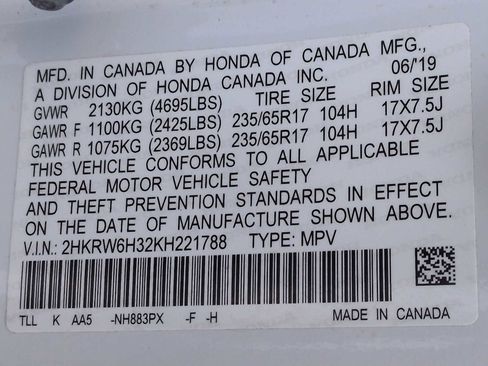 MFD. IN CANADA BY HONDA OF CANADA MFG.,
A DIVISION OF HONDA CANADA INC. 06/'19
GVWR 2130KG (4695LBS) TIRE SIZE RIM SIZE
GAWR F 1100KG (2425LBS) 235/65R17 104H 17X7.5J
GAWR R 1075KG (2369LBS) 235/65R17 104H 17X7.5J
THIS VEHICLE CONFORMS TO ALL APPLICABLE
FEDERAL MOTOR VEHICLE SAFETY
AND THEFT PREVENTION STANDARDS IN EFFECT
ON THE DATE OF MANUFACTURE SHOWN ABOVE.
V.I.N.: 2HKRW6H32KH221788 TYPE: MPV
TLL K AA5 -NH883PX -F -H MADE IN CANADA